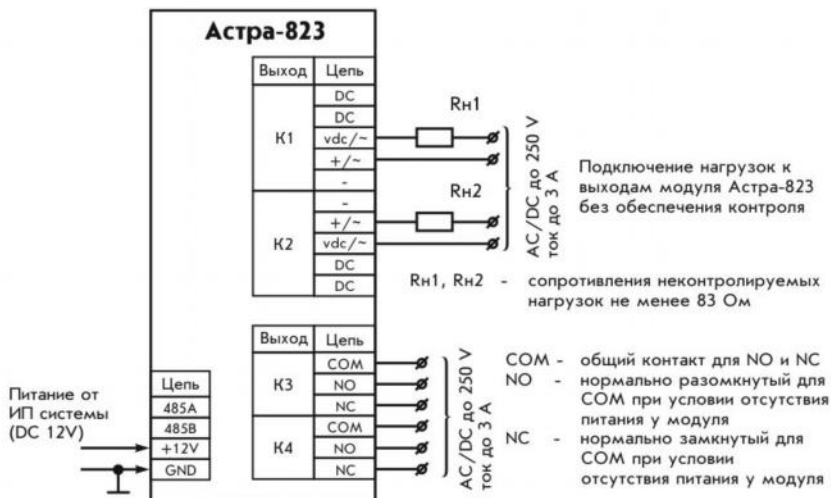 Астра-823
Выход Цепь
К1
DC
DC
vdc/~
+/~
-
К2
-
+/~
vdc/~
DC
DC
Rн1
Rн2
AC/DC до 250 V
ток до 3 А
Подключение нагрузок к
выходам модуля Астра-823
без обеспечения контроля
Rн1, Rн2 - сопротивления неконтролируемых
нагрузок не менее 83 Ом
Выход Цепь
К3
COM
NO
NC
К4
COM
NO
NC
AC/DC до 250 V
ток до 3 А
COM - общий контакт для NO и NC
NO - нормально разомкнутый для
COM при условии отсутствия
питания у модуля
NC - нормально замкнутый для
COM при условии
отсутствия питания у модуля
Питание от
ИП системы
(DC 12V)
Цепь
485A
485B
+12V
GND